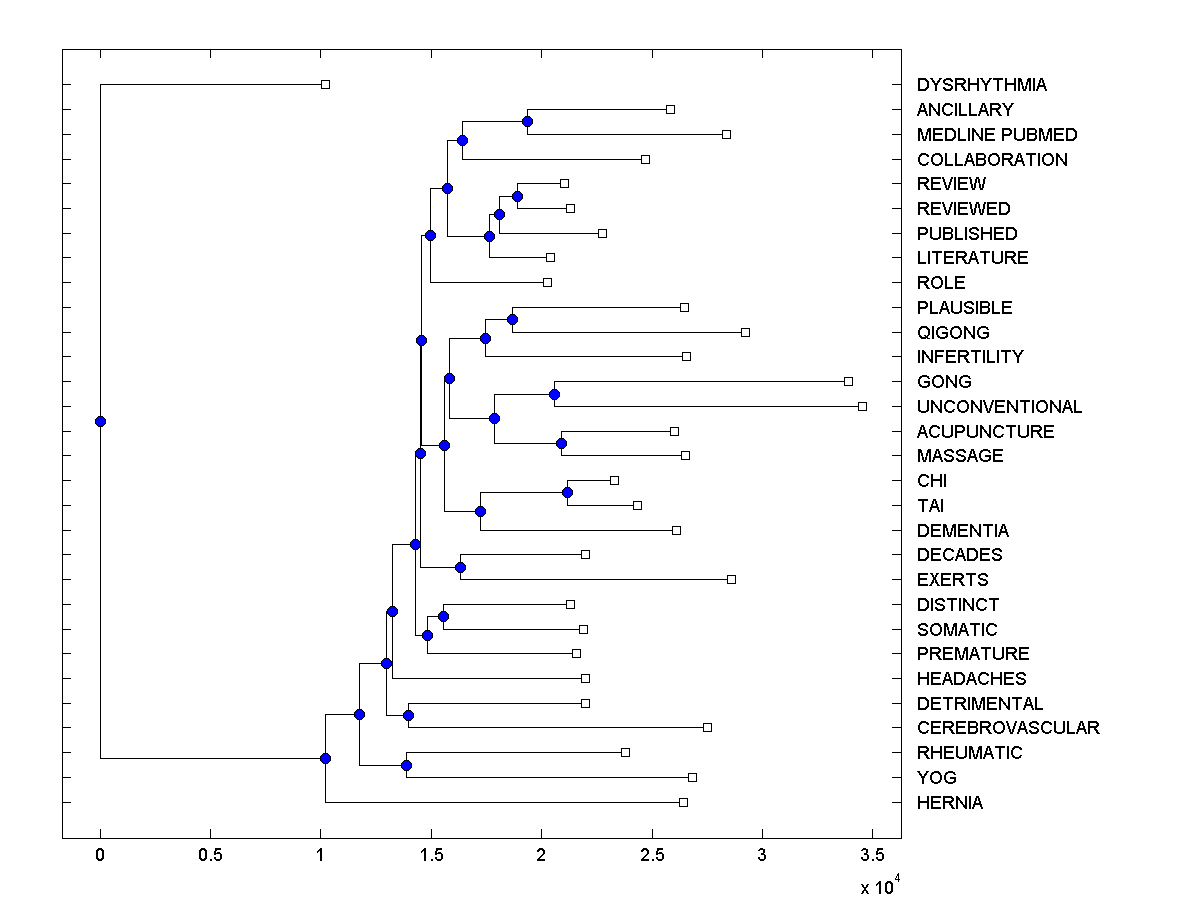 DYSRHYTHMIA
ANCILLARY
MEDLINE PUBMED
COLLABORATION
REVIEW
REVIEWED
PUBLISHED
LITERATURE
ROLE
PLAUSIBLE
QIGONG
INFERTILITY
GONG
UNCONVENTIONAL
ACUPUNCTURE
MASSAGE
CHI
TAI
DEMENTIA
DECADES
EXERTS
DISTINCT
SOMATIC
PREMATURE
HEADACHES
DETRIMENTAL
CEREBROVASCULAR
RHEUMATIC
YOG
HERNIA
0 0.5 1 1.5 2 2.5 3 3.5
x 10^4